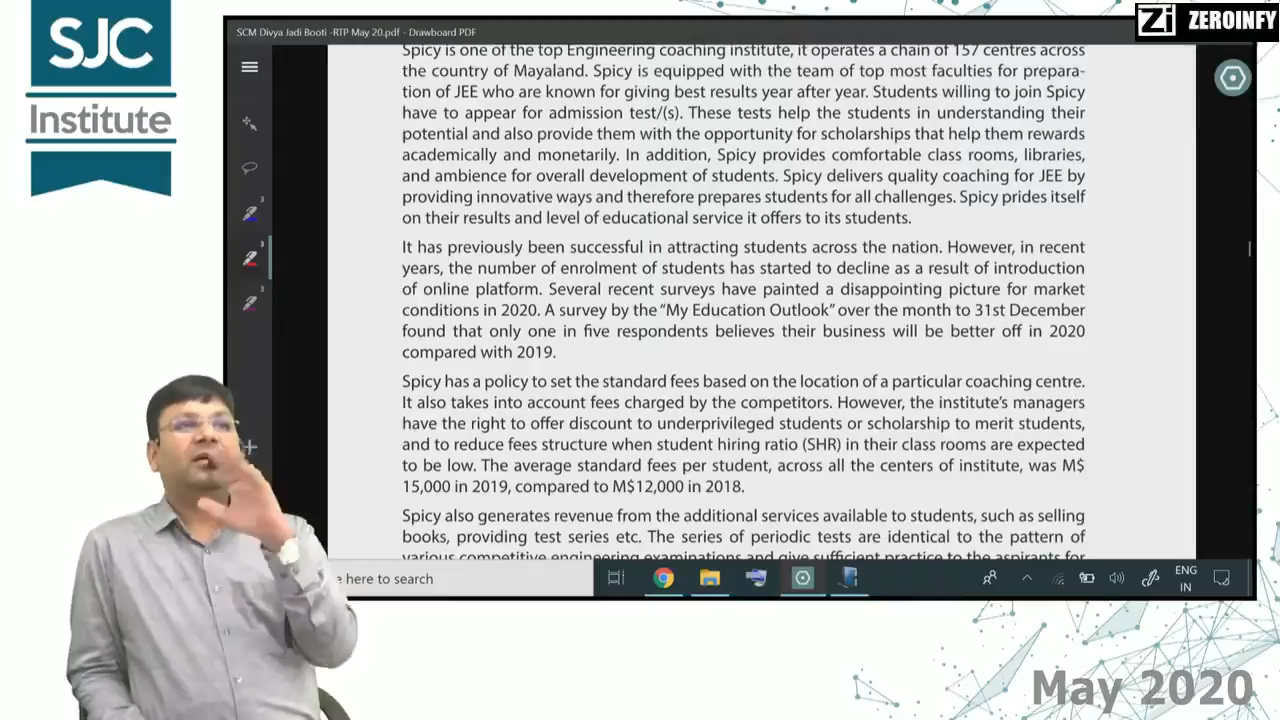 SJC
Institute
ZEROINFY
SCM Divya Jadi Booti -RTP May 20.pdf - Drawboard PDF
Spicy is one of the top Engineering coaching institute, it operates a chain of 157 centres across
the country of Mayaland. Spicy is equipped with the team of top most faculties for prepara-
tion of JEE who are known for giving best results year after year. Students willing to join Spicy
have to appear for admission test/(s). These tests help the students in understanding their
potential and also provide them with the opportunity for scholarships that help them rewards
academically and monetarily. In addition, Spicy provides comfortable class rooms, libraries,
and ambience for overall development of students. Spicy delivers quality coaching for JEE by
providing innovative ways and therefore prepares students for all challenges. Spicy prides itself
on their results and level of educational service it offers to its students.
It has previously been successful in attracting students across the nation. However, in recent
years, the number of enrolment of students has started to decline as a result of introduction
of online platform. Several recent surveys have painted a disappointing picture for market
conditions in 2020. A survey by the “My Education Outlook” over the month to 31st December
found that only one in five respondents believes their business will be better off in 2020
compared with 2019.
Spicy has a policy to set the standard fees based on the location of a particular coaching centre.
It also takes into account fees charged by the competitors. However, the institute’s managers
have the right to offer discount to underprivileged students or scholarship to merit students,
and to reduce fees structure when student hiring ratio (SHR) in their class rooms are expected
to be low. The average standard fees per student, across all the centers of institute, was M$
15,000 in 2019, compared to M$12,000 in 2018.
Spicy also generates revenue from the additional services available to students, such as selling
books, providing test series etc. The series of periodic tests are identical to the pattern of
various competitive engineering examinations and give sufficient practice to the aspirants for
e here to search
ENG
IN
3
3
3
May 2020